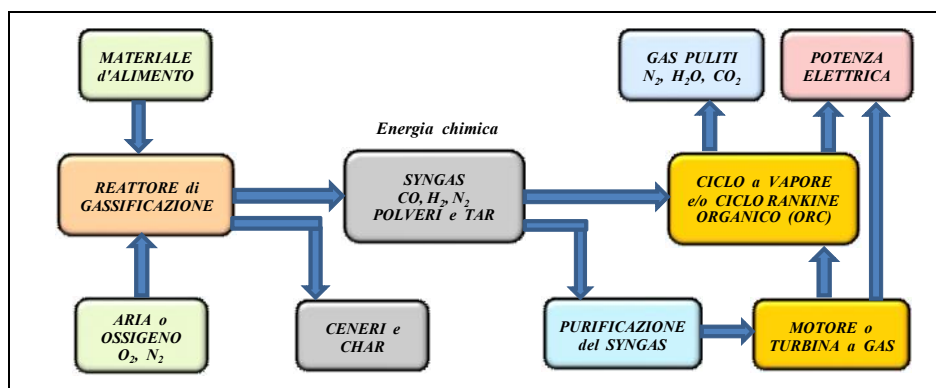 MATERIALE
d'ALIMENTO
GAS PULITI
N2, H2O, CO2
POTENZA
ELETTRICA
Energia chimica
REATTORE di
GASSIFICAZIONE
SYNGAS
CO, H2, N2
POLVERI e TAR
CICLO a VAPORE
e/o CICLO RANKINE
ORGANICO (ORC)
ARIA o
OSSIGENO
O2, N2
CENERI e
CHAR
PURIFICAZIONE
del SYNGAS
MOTORE o
TURBINA a GAS